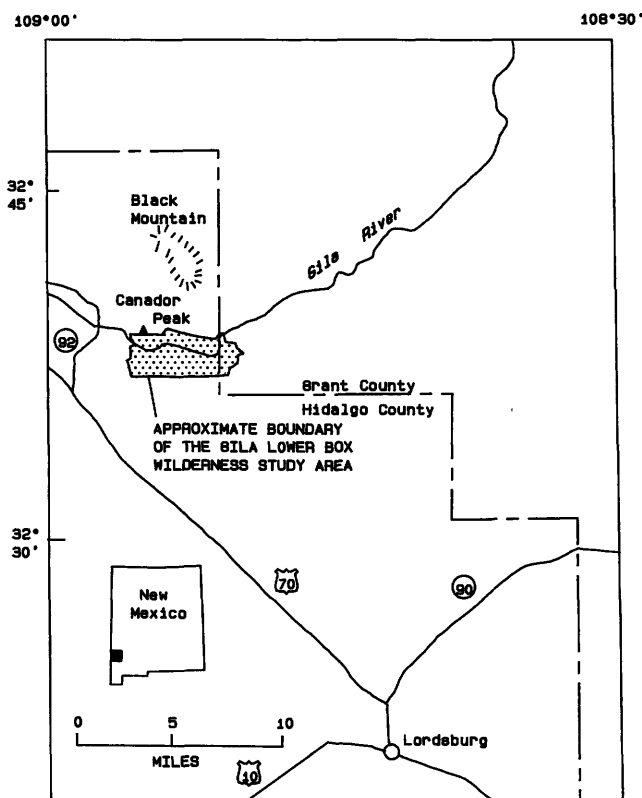 109°00'
108°30'
32°
45'
Black
Mountain
Gila River
Canador
Peak
92
Grant County
Hidalgo County
APPROXIMATE BOUNDARY
OF THE GILA LOWER BOX
WILDERNESS STUDY AREA
32°
30'
70
90
New
Mexico
0 5 10
MILES
Lordsburg
10